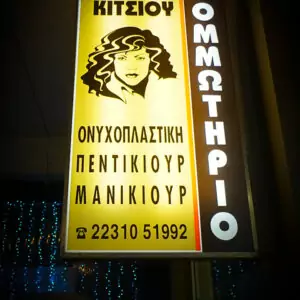 ΚΙΤΣΙΟΥ
ΟΝΥΧΟΠΛΑΣΤΙΚΗ
ΠΕΝΤΙΚΙΟΥΡ
ΜΑΝΙΚΙΟΥΡ
☎ 22310 51992
ΟΜΜΩΤΗΡΙΟ